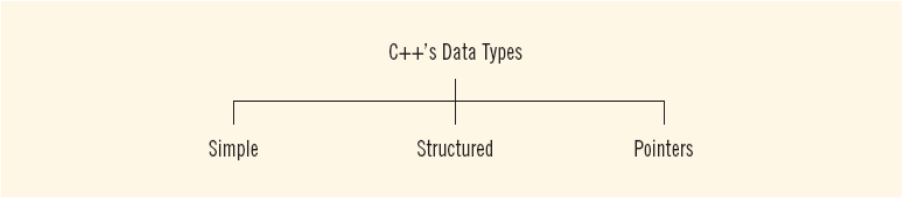 C++'s Data Types
Simple Structured Pointers